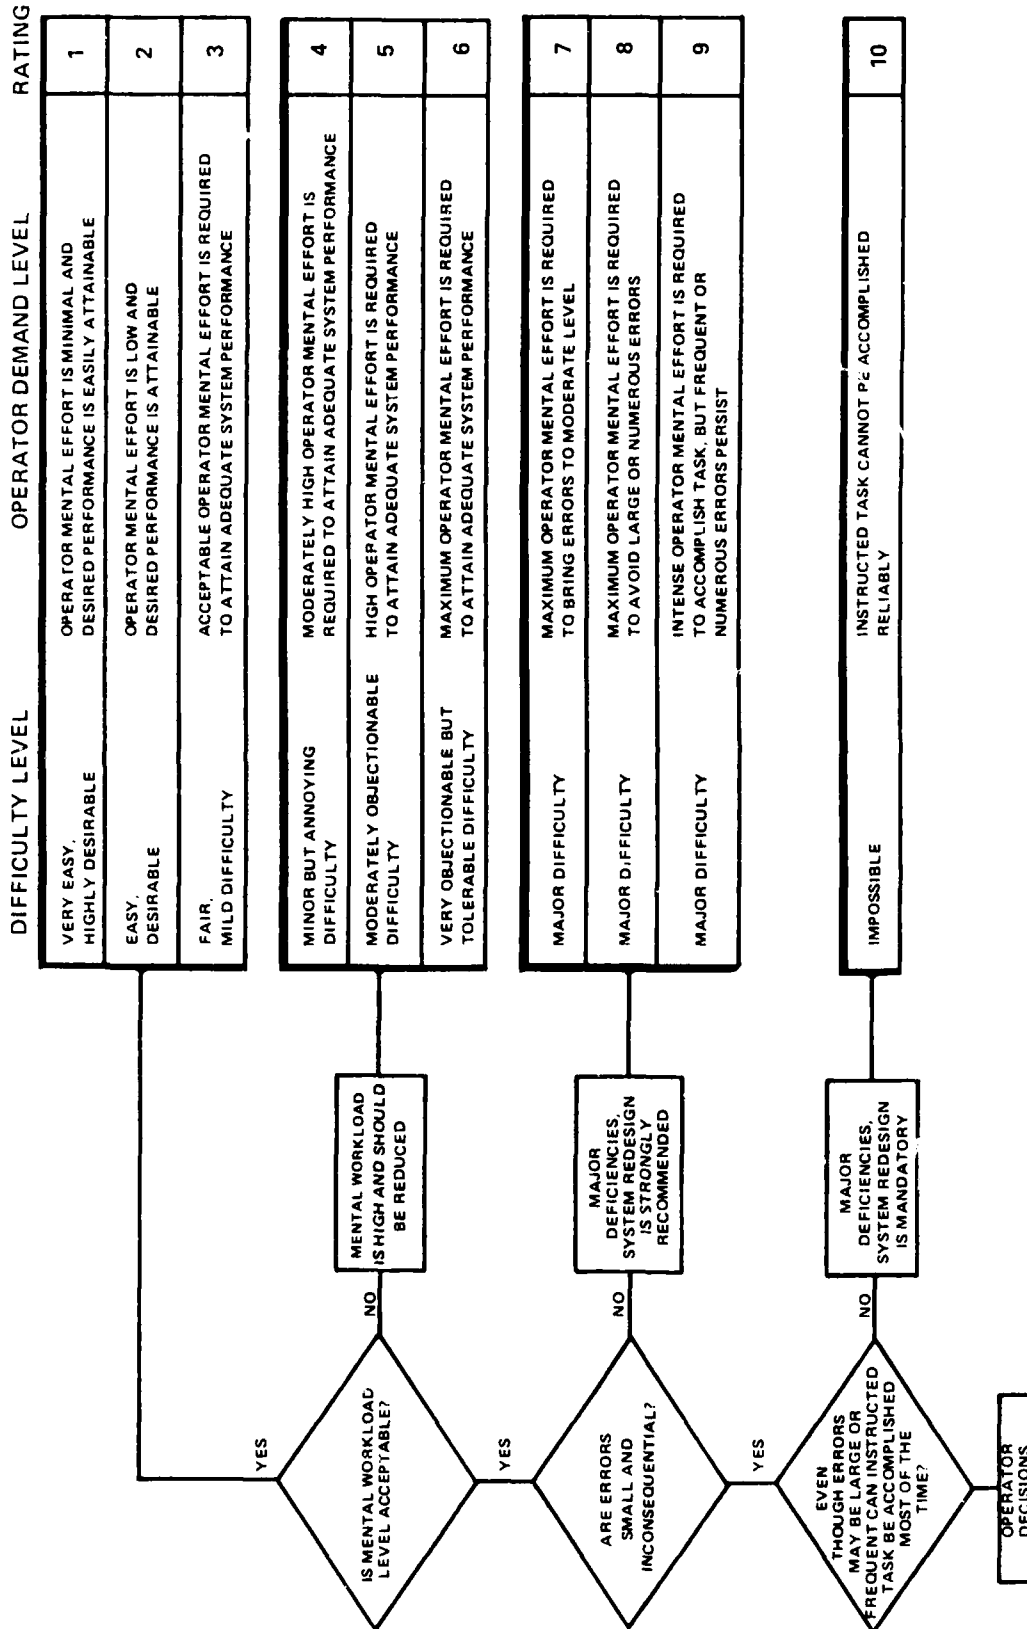 DIFFICULTY LEVEL
OPERATOR DEMAND LEVEL
RATING
VERY EASY,
HIGHLY DESIRABLE
OPERATOR MENTAL EFFORT IS MINIMAL AND
DESIRED PERFORMANCE IS EASILY ATTAINABLE
1
EASY,
DESIRABLE
OPERATOR MENTAL EFFORT IS LOW AND
DESIRED PERFORMANCE IS ATTAINABLE
2
FAIR,
MILD DIFFICULTY
ACCEPTABLE OPERATOR MENTAL EFFORT IS REQUIRED
TO ATTAIN ADEQUATE SYSTEM PERFORMANCE
3
YES
IS MENTAL WORKLOAD
LEVEL ACCEPTABLE?
NO
MENTAL WORKLOAD
IS HIGH AND SHOULD
BE REDUCED
MINOR BUT ANNOYING
DIFFICULTY
MODERATELY HIGH OPERATOR MENTAL EFFORT IS
REQUIRED TO ATTAIN ADEQUATE SYSTEM PERFORMANCE
4
MODERATELY OBJECTIONABLE
DIFFICULTY
HIGH OPERATOR MENTAL EFFORT IS REQUIRED
TO ATTAIN ADEQUATE SYSTEM PERFORMANCE
5
VERY OBJECTIONABLE BUT
TOLERABLE DIFFICULTY
MAXIMUM OPERATOR MENTAL EFFORT IS REQUIRED
TO ATTAIN ADEQUATE SYSTEM PERFORMANCE
6
YES
ARE ERRORS
SMALL AND
INCONSEQUENTIAL?
NO
MAJOR
DEFICIENCIES,
SYSTEM REDESIGN
IS STRONGLY
RECOMMENDED
MAJOR DIFFICULTY
MAXIMUM OPERATOR MENTAL EFFORT IS REQUIRED
TO BRING ERRORS TO MODERATE LEVEL
7
MAJOR DIFFICULTY
MAXIMUM OPERATOR MENTAL EFFORT IS REQUIRED
TO AVOID LARGE OR NUMEROUS ERRORS
8
MAJOR DIFFICULTY
INTENSE OPERATOR MENTAL EFFORT IS REQUIRED
TO ACCOMPLISH TASK, BUT FREQUENT OR
NUMEROUS ERRORS PERSIST
9
YES
EVEN
THOUGH ERRORS
MAY BE LARGE OR
FREQUENT CAN INSTRUCTED
TASK BE ACCOMPLISHED
MOST OF THE
TIME?
NO
MAJOR
DEFICIENCIES,
SYSTEM REDESIGN
IS MANDATORY
IMPOSSIBLE
INSTRUCTED TASK CANNOT BE ACCOMPLISHED
RELIABLY
10
OPERATOR
DECISIONS